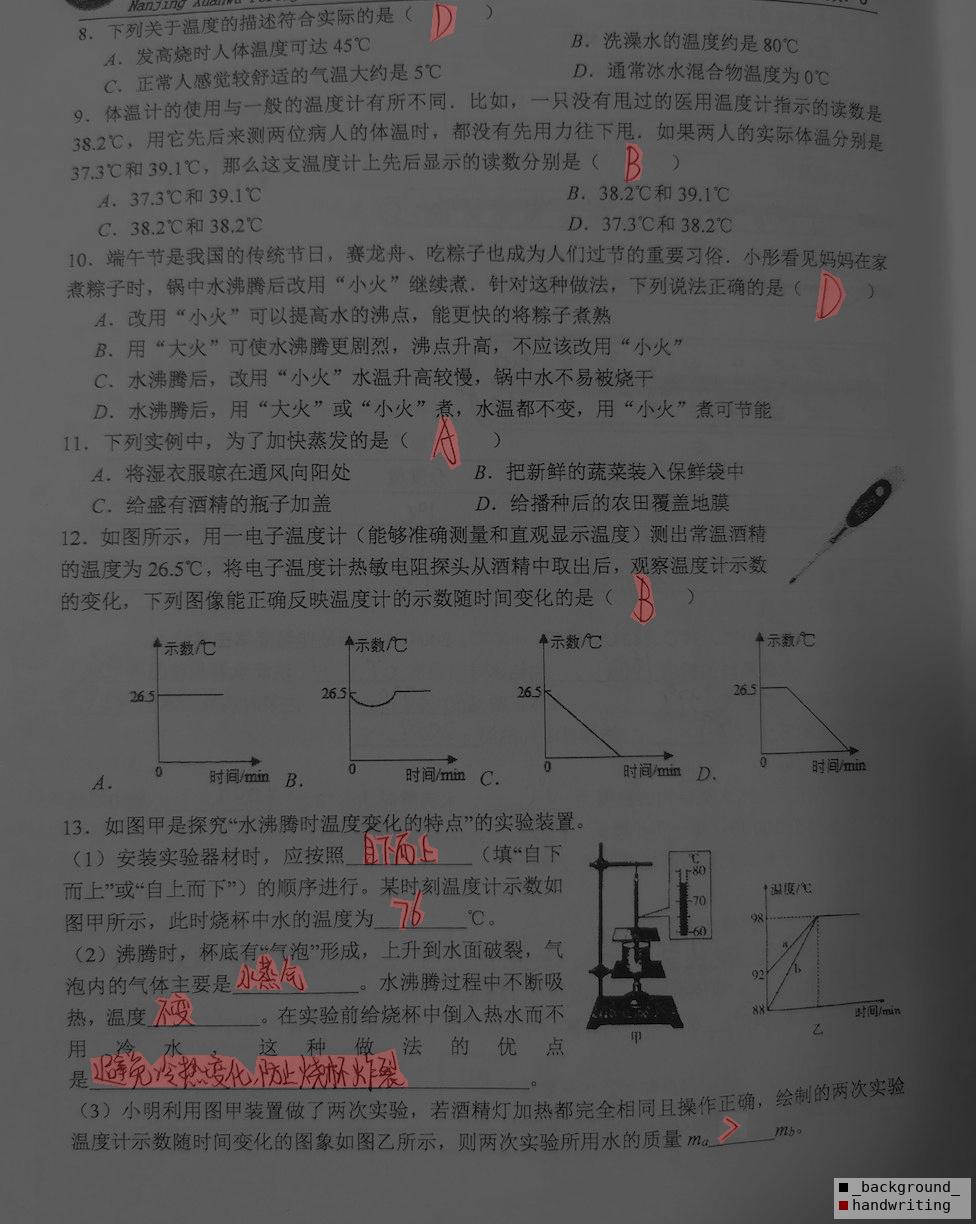 8．下列关于温度的描述符合实际的是（ D ）
A．发高烧时人体温度可达 45℃ B．洗澡水的温度约是 80℃
C．正常人感觉较舒适的气温大约是 5℃ D．通常冰水混合物温度为 0℃
9．体温计的使用与一般的温度计有所不同．比如，一只没有甩过的医用温度计指示的读数是
38.2℃，用它先后来测两位病人的体温时，都没有先用力往下甩．如果两人的实际体温分别是
37.3℃和 39.1℃，那么这支温度计上先后显示的读数分别是（ B ）
A．37.3℃和 39.1℃ B．38.2℃和 39.1℃
C．38.2℃和 38.2℃ D．37.3℃和 38.2℃
10．端午节是我国的传统节日，赛龙舟、吃粽子也成为人们过节的重要习俗．小彤看见妈妈在家
煮粽子时，锅中水沸腾后改用“小火”继续煮．针对这种做法，下列说法正确的是（ D ）
A．改用“小火”可以提高水的沸点，能更快的将粽子煮熟
B．用“大火”可使水沸腾更剧烈，沸点升高，不应该改用“小火”
C．水沸腾后，改用“小火”水温升高较慢，锅中水不易被烧干
D．水沸腾后，用“大火”或“小火”煮，水温都不变，用“小火”煮可节能
11．下列实例中，为了加快蒸发的是（ A ）
A．将湿衣服晾在通风向阳处 B．把新鲜的蔬菜装入保鲜袋中
C．给盛有酒精的瓶子加盖 D．给播种后的农田覆盖地膜
12．如图所示，用一电子温度计（能够准确测量和直观显示温度）测出常温酒精
的温度为 26.5℃，将电子温度计热敏电阻探头从酒精中取出后，观察温度计示数
的变化，下列图像能正确反映温度计的示数随时间变化的是（ B ）
示数/℃ 示数/℃ 示数/℃ 示数/℃
26.5 26.5 26.5 26.5
0 0 0 0
时间/min 时间/min 时间/min 时间/min
A． B． C． D．
13．如图甲是探究“水沸腾时温度变化的特点”的实验装置。
（1）安装实验器材时，应按照 自下而上 （填“自下
而上”或“自上而下”）的顺序进行。某时刻温度计示数如
图甲所示，此时烧杯中水的温度为 76 ℃。
（2）沸腾时，杯底有“气泡”形成，上升到水面破裂，气
泡内的气体主要是 水蒸气 。水沸腾过程中不断吸
热，温度 不变 。在实验前给烧杯中倒入热水而不
用冷水，这种做法的优点
是 避免冷热变化，防止烧杯炸裂 。
℃
80
70
60
甲
温度/℃
98
92
88
a
b
时间/min
乙
（3）小明利用图甲装置做了两次实验，若酒精灯加热都完全相同且操作正确，绘制的两次实验
温度计示数随时间变化的图象如图乙所示，则两次实验所用水的质量 ma > mb。
_background_
handwriting